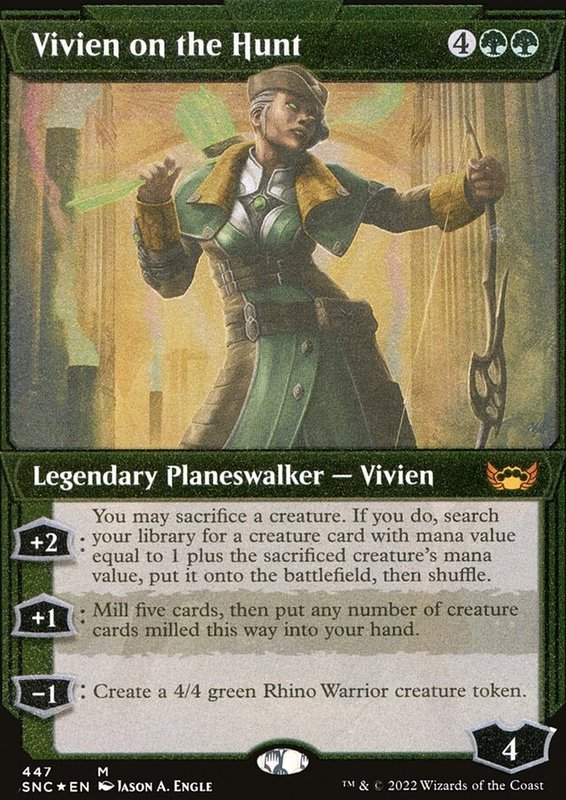 Vivien on the Hunt 4
Legendary Planeswalker — Vivien
+2 : You may sacrifice a creature. If you do, search
your library for a creature card with mana value
equal to 1 plus the sacrificed creature's mana
value, put it onto the battlefield, then shuffle.
+1 : Mill five cards, then put any number of creature
cards milled this way into your hand.
−1 : Create a 4/4 green Rhino Warrior creature token.
4
447 M
SNC★EN Jason A. Engle
™ & © 2022 Wizards of the Coast